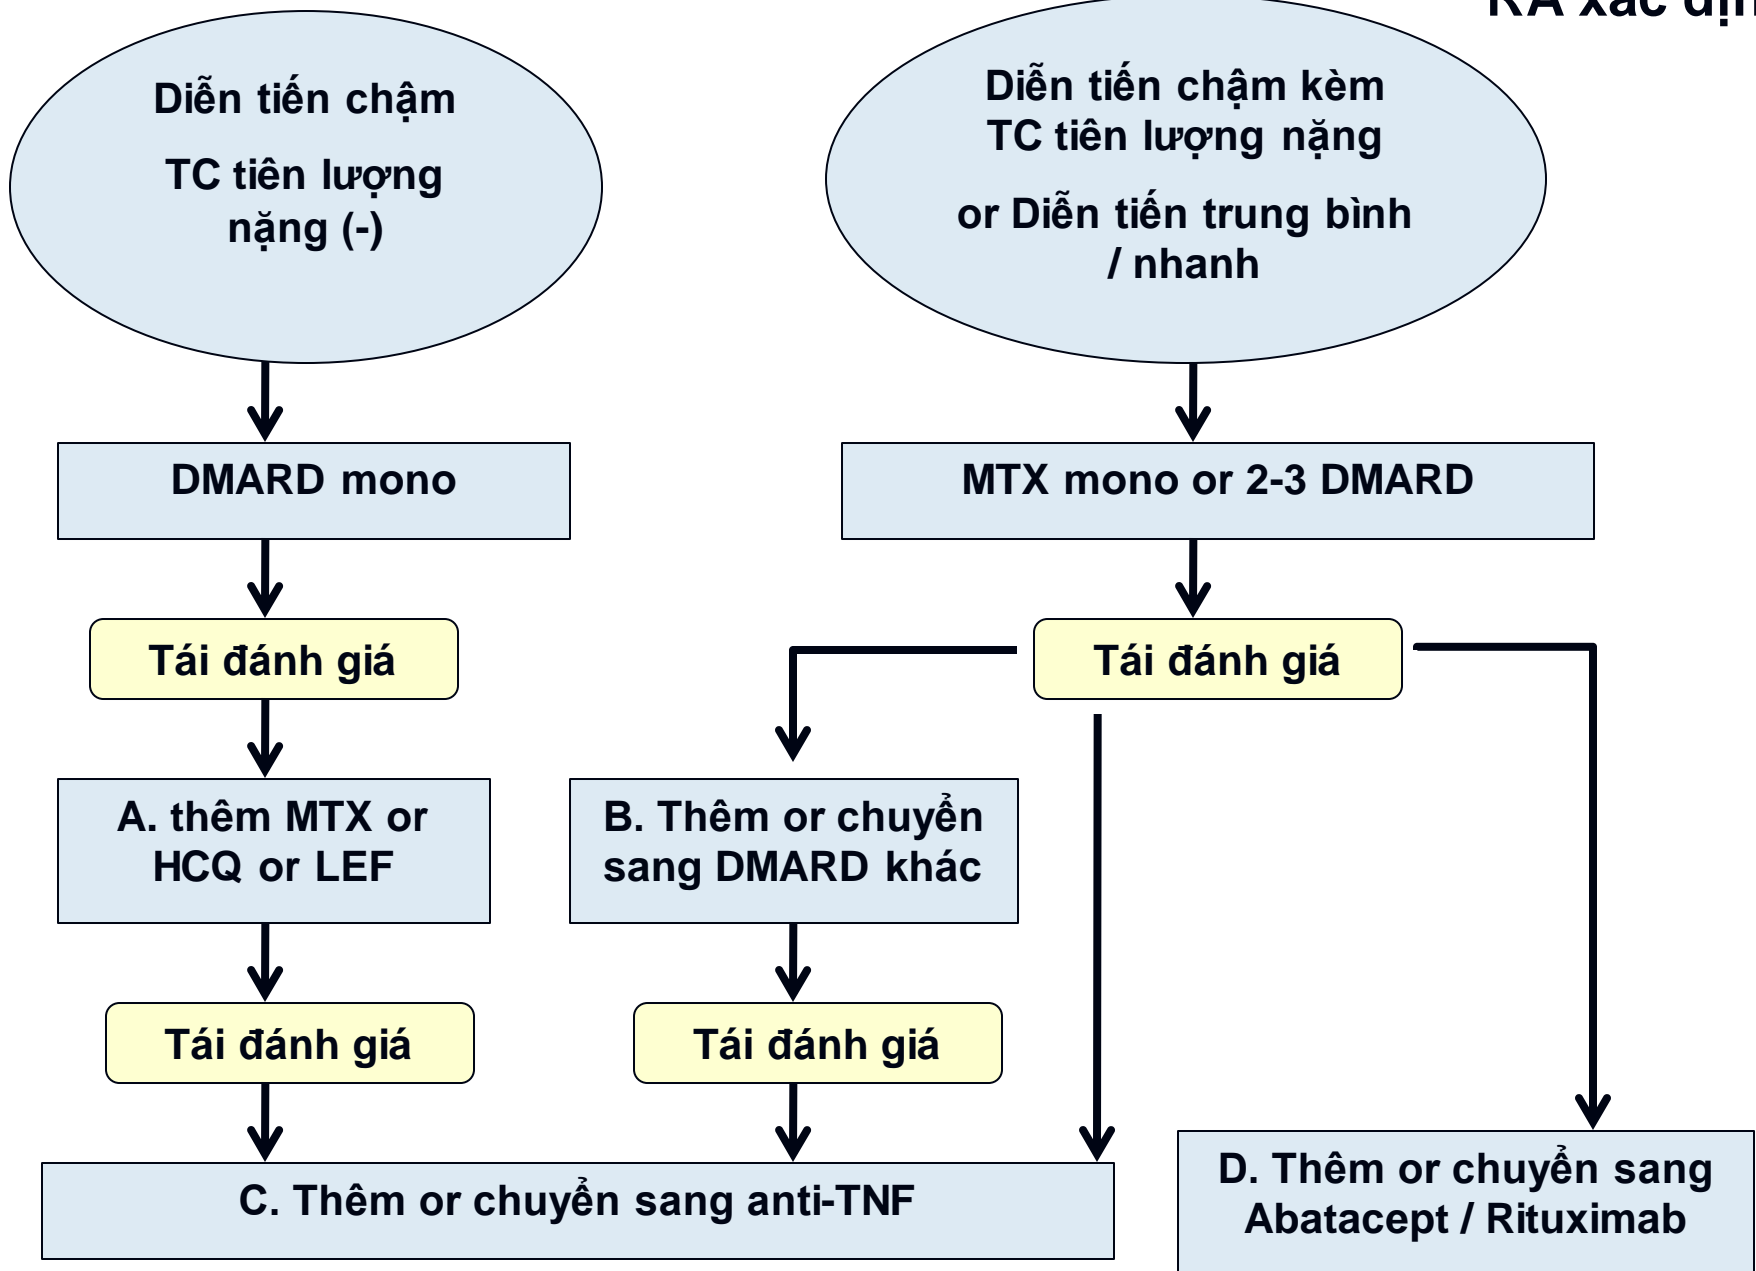 RA xác địn
Diễn tiến chậm
TC tiên lượng
nặng (-)
Diễn tiến chậm kèm
TC tiên lượng nặng
or Diễn tiến trung bình
/ nhanh
DMARD mono
MTX mono or 2-3 DMARD
Tái đánh giá
Tái đánh giá
A. thêm MTX or
HCQ or LEF
B. Thêm or chuyển
sang DMARD khác
Tái đánh giá
Tái đánh giá
C. Thêm or chuyển sang anti-TNF
D. Thêm or chuyển sang
Abatacept / Rituximab